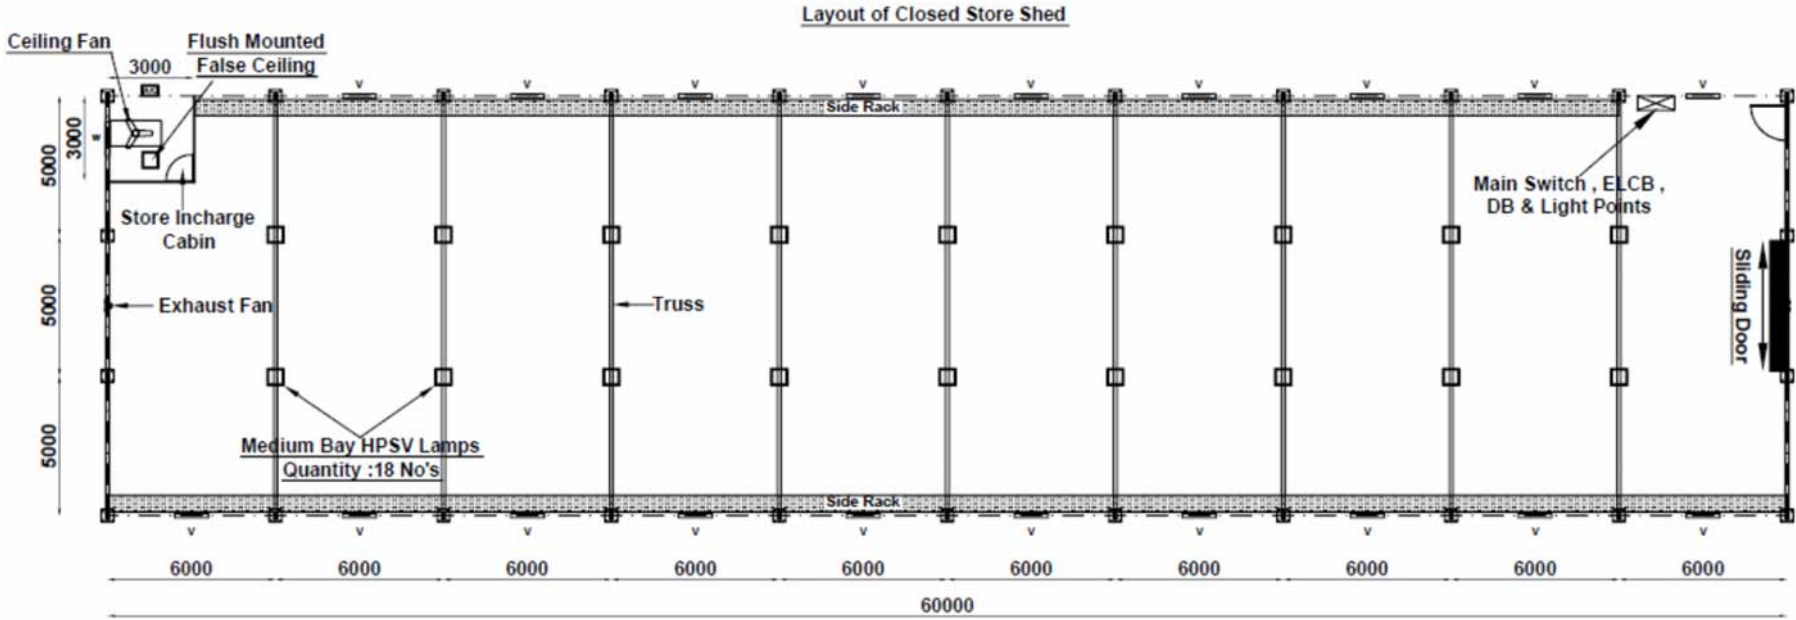 Layout of Closed Store Shed
Ceiling Fan
Flush Mounted
False Ceiling
3000
v v v v v v v v v
Side Rack
3000
w
5000
Main Switch , ELCB ,
DB & Light Points
Store Incharge
Cabin
Sliding Door
5000
Exhaust Fan
Truss
5000
Medium Bay HPSV Lamps
Quantity :18 No's
Side Rack
v v v v v v v v v v
6000 6000 6000 6000 6000 6000 6000 6000 6000 6000
60000